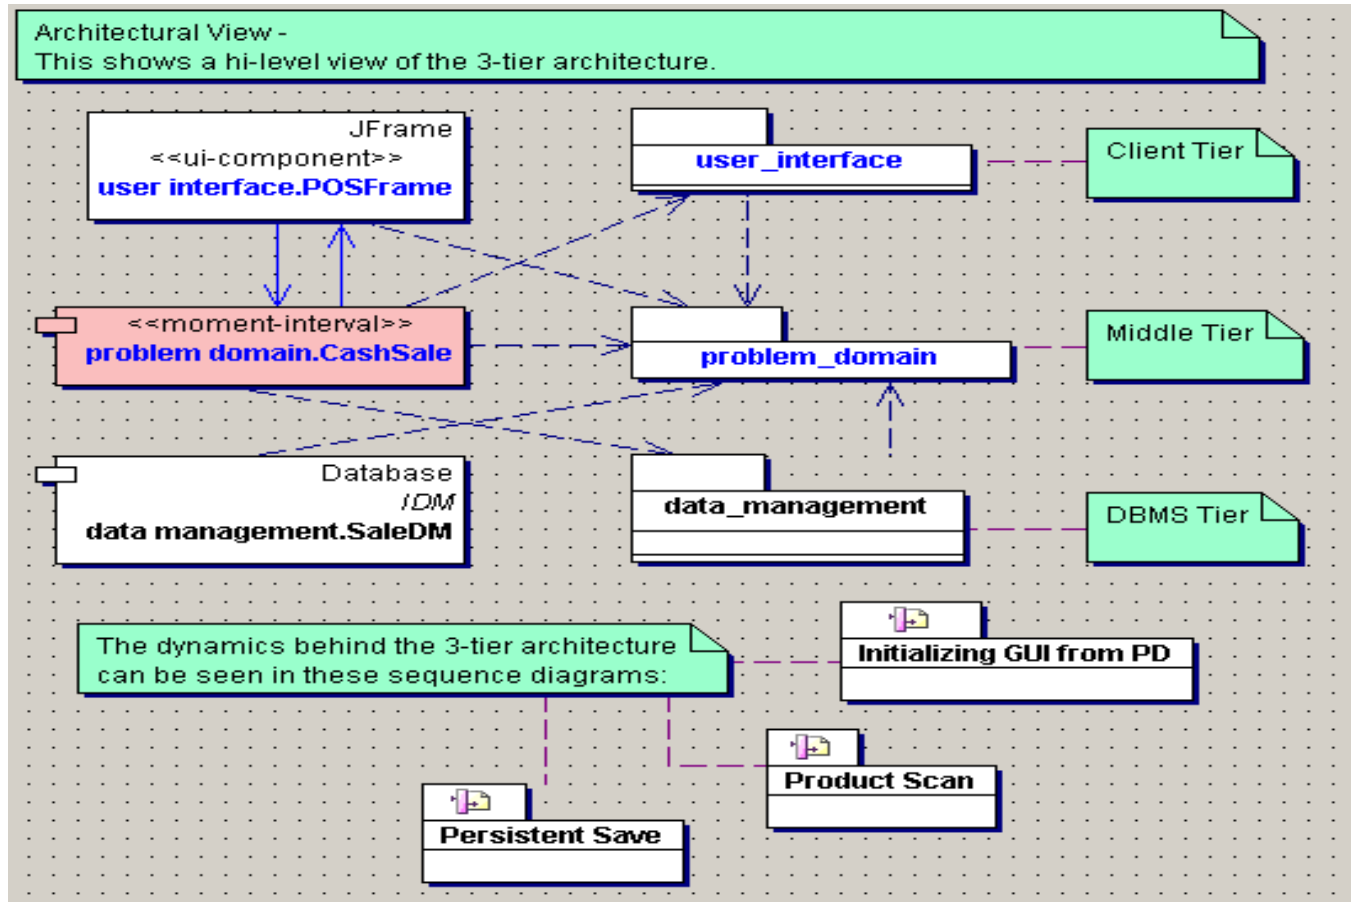 Architectural View -
This shows a hi-level view of the 3-tier architecture.
JFrame
<<ui-component>>
user interface.POSFrame
user_interface
Client Tier
<<moment-interval>>
problem domain.CashSale
problem_domain
Middle Tier
Database
IDM
data management.SaleDM
data_management
DBMS Tier
The dynamics behind the 3-tier architecture
can be seen in these sequence diagrams:
Initializing GUI from PD
Product Scan
Persistent Save